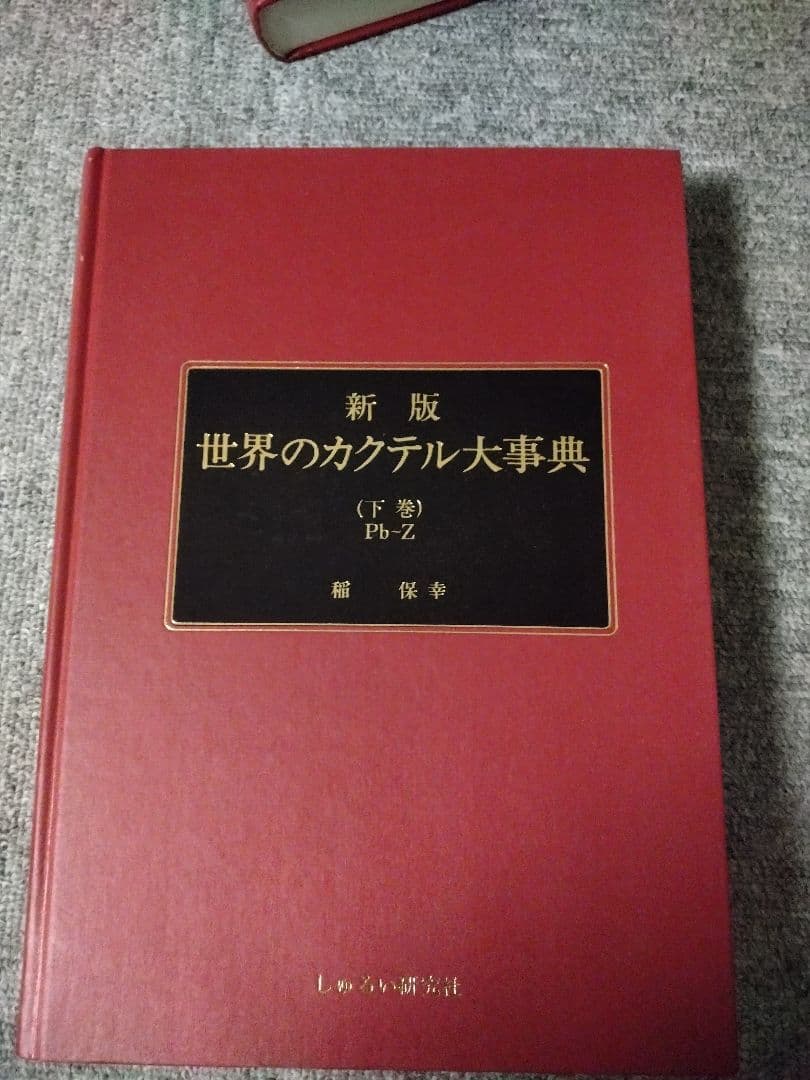 新版
世界のカクテル大事典
(下巻)
Pb~Z
稲 保幸
しゅるい研究社